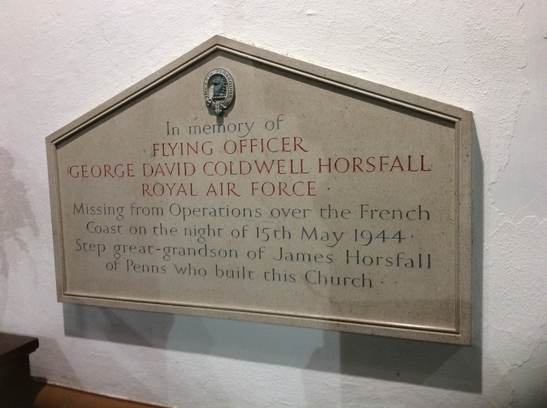 In memory of
FLYING OFFICER
GEORGE DAVID COLDWELL HORSFALL
ROYAL AIR FORCE ·
Missing from Operations over the French
Coast on the night of 15th May 1944 ·
Step great-grandson of James Horsfall
of Penns who built this Church ·